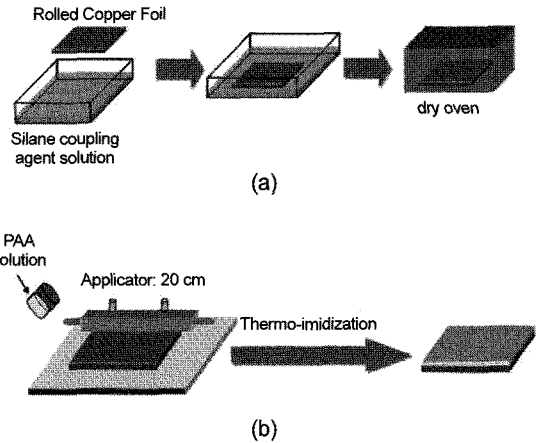 Rolled Copper Foil
Silane coupling
agent solution
dry oven
(a)
PAA
olution
Applicator: 20 cm
Thermo-imidization
(b)